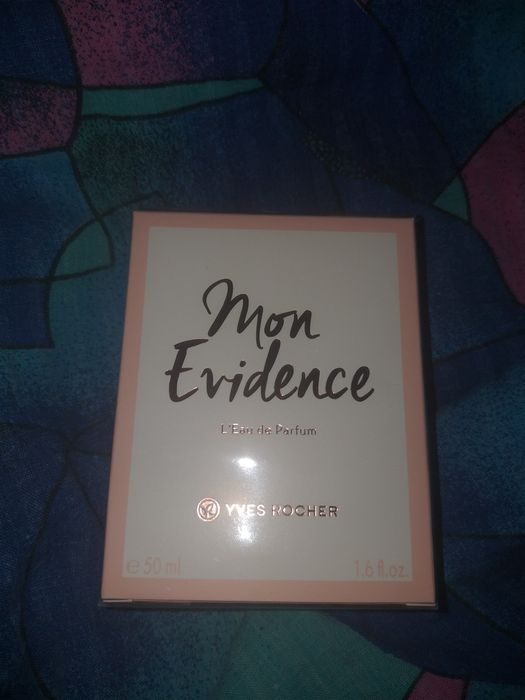 Mon
Evidence
L'Eau de Parfum
YVES ROCHER
e 50 ml
1.6 fl.oz.